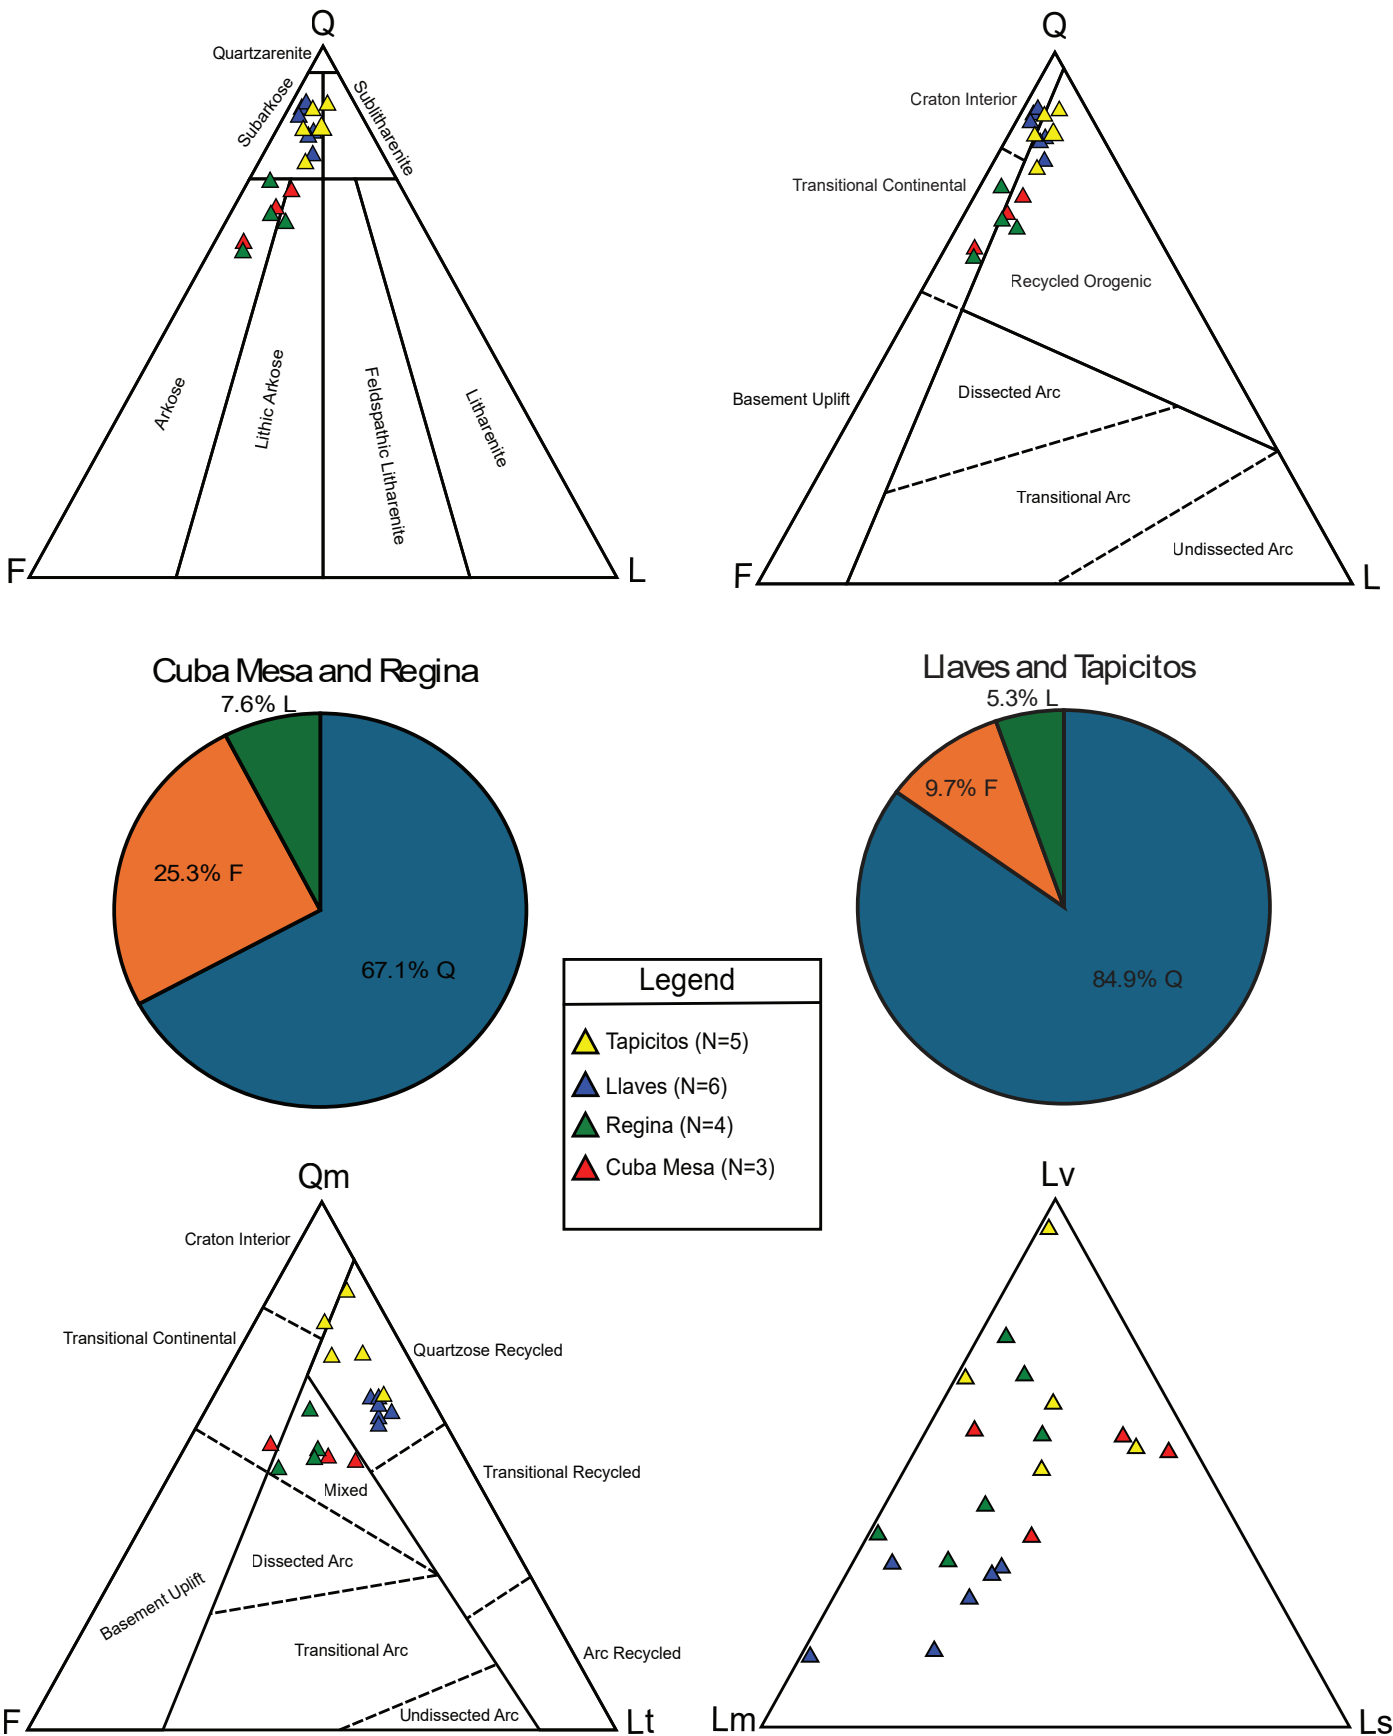 Q
Quartzarenite
Subarkose
Sublitharenite
Arkose
Lithic Arkose
Feldspathic Litharenite
Litharenite
F
L
Q
Craton Interior
Transitional Continental
Recycled Orogenic
Basement Uplift
Dissected Arc
Transitional Arc
Undissected Arc
F
L
Cuba Mesa and Regina
7.6% L
25.3% F
67.1% Q
Llaves and Tapicitos
5.3% L
9.7% F
84.9% Q
Legend
Tapicitos (N=5)
Llaves (N=6)
Regina (N=4)
Cuba Mesa (N=3)
Qm
Craton Interior
Transitional Continental
Quartzose Recycled
Transitional Recycled
Mixed
Dissected Arc
Basement Uplift
Transitional Arc
Arc Recycled
Undissected Arc
F
Lt
Lv
Lm
Ls